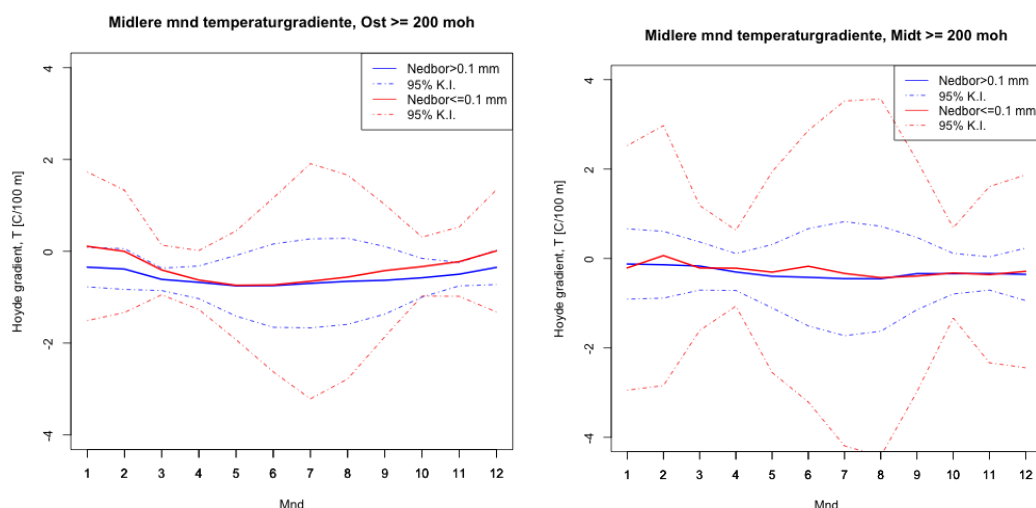 Midlere mnd temperaturgradiente, Ost >= 200 moh
Nedbor>0.1 mm
95% K.I.
Nedbor<=0.1 mm
95% K.I.
Hoyde gradient, T [C/100 m]
4
2
0
-2
-4
1 2 3 4 5 6 7 8 9 10 11 12
Mnd
Midlere mnd temperaturgradiente, Midt >= 200 moh
Nedbor>0.1 mm
95% K.I.
Nedbor<=0.1 mm
95% K.I.
Hoyde gradient, T [C/100 m]
4
2
0
-2
-4
1 2 3 4 5 6 7 8 9 10 11 12
Mnd